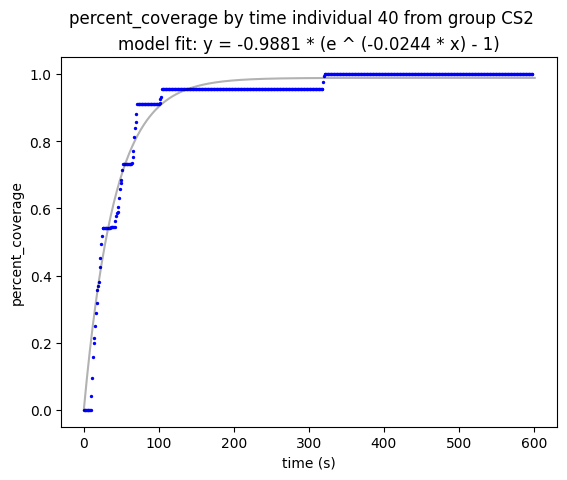 percent_coverage by time individual 40 from group CS2
model fit: y = -0.9881 * (e ^ (-0.0244 * x) - 1)
1.0
0.8
0.6
0.4
0.2
0.0
percent_coverage
0 100 200 300 400 500 600
time (s)